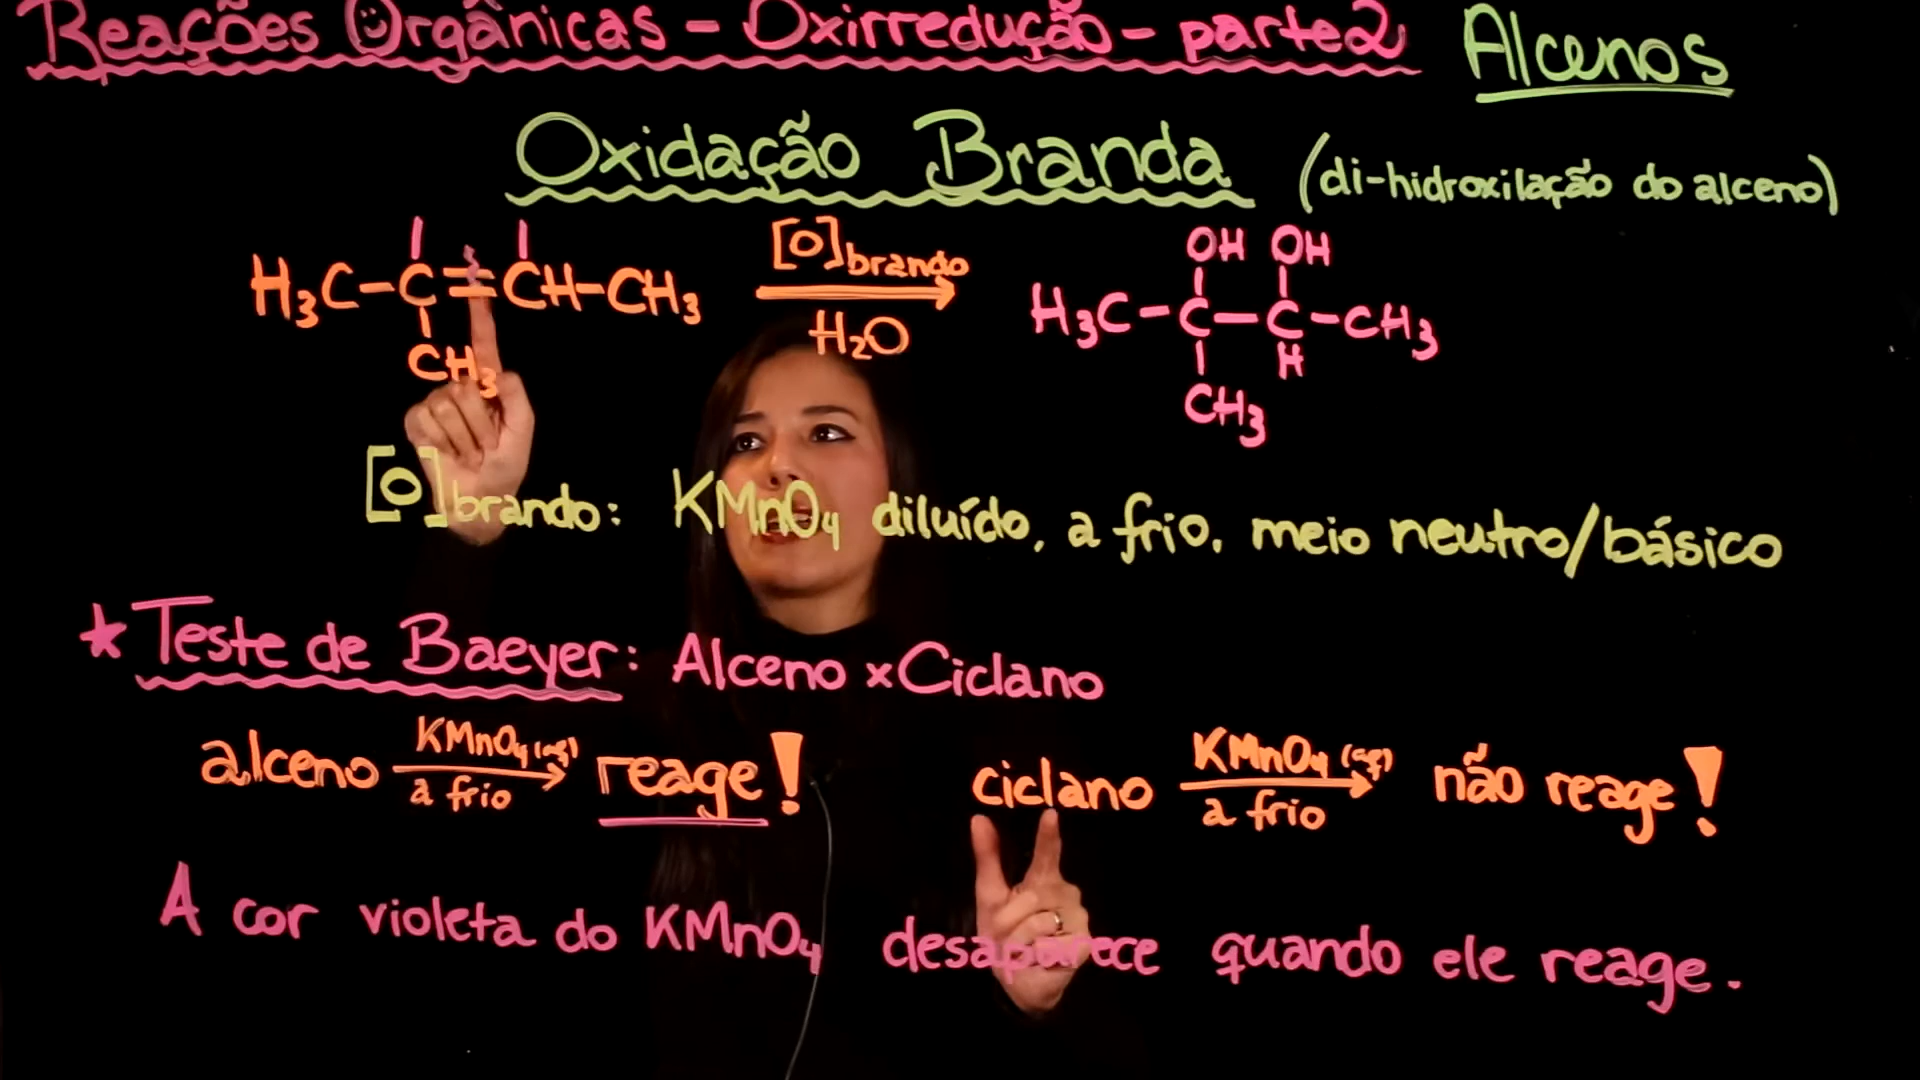 Reações Orgânicas - Oxirredução - parte 2 Alcenos
Oxidação Branda (di-hidroxilação do alceno)
H3C-C=CH-CH3 [O]brando H2O
CH3
OH OH
H3C-C-C-CH3
H
CH3
[O]brando: KMnO4 diluído, a frio, meio neutro/básico
* Teste de Baeyer: Alceno x Ciclano
alceno KMnO4 (aq) a frio reage! ciclano KMnO4 (aq) a frio não reage!
A cor violeta do KMnO4 desaparece quando ele reage.